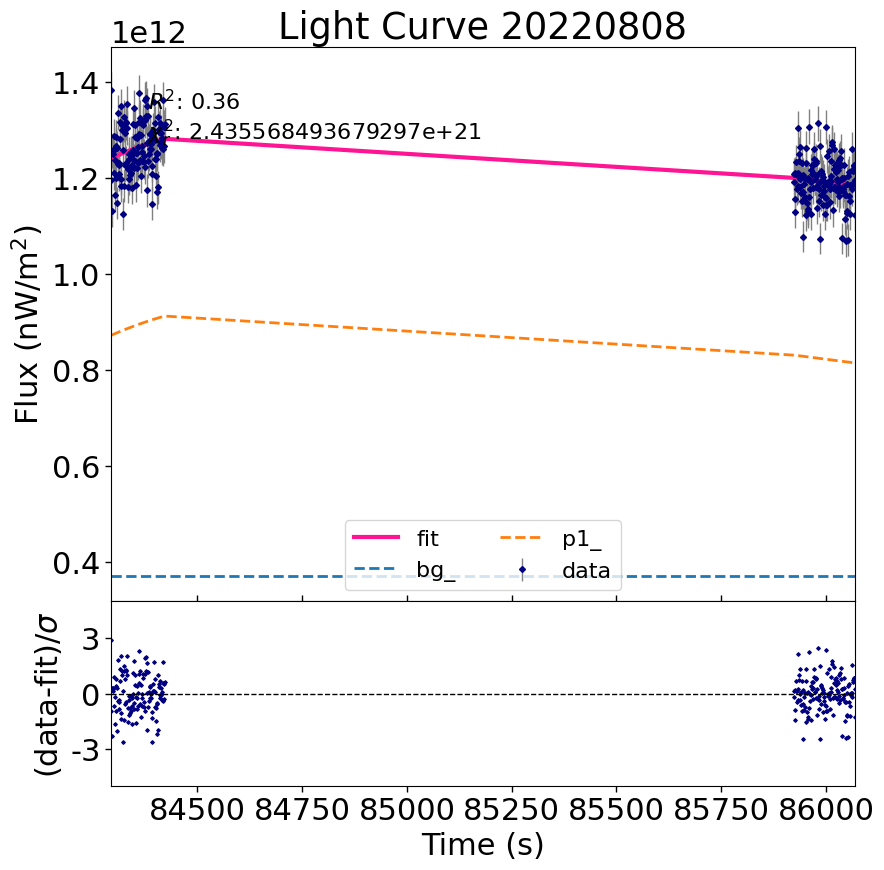 Light Curve 20220808
1e12
R²: 0.36
²: 2.435568493679297e+21
Flux (nW/m²)
1.4
1.2
1.0
0.8
0.6
0.4
fit
bg_
p1_
data
(data-fit)/σ
3
0
-3
84500 84750 85000 85250 85500 85750 86000
Time (s)